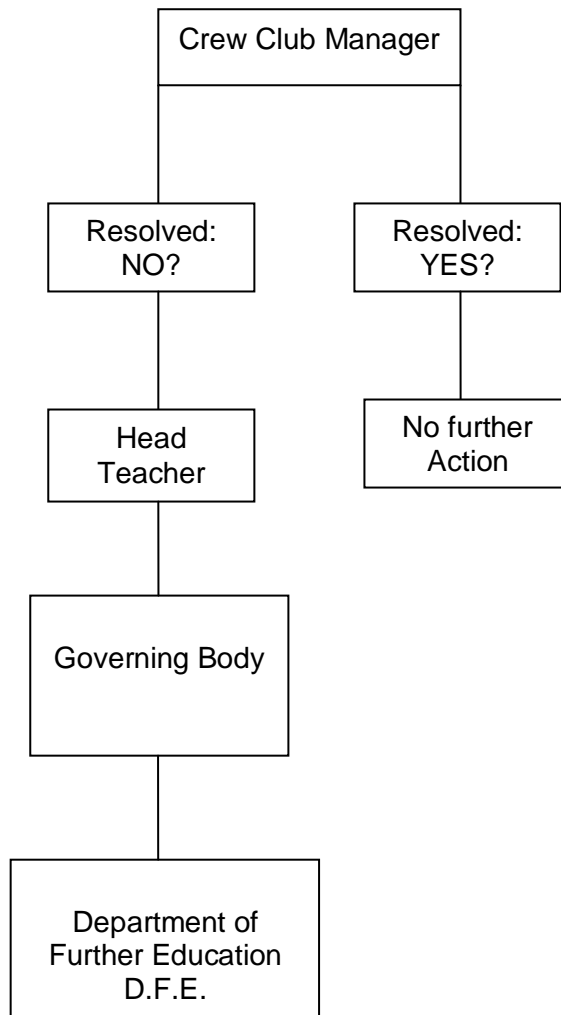 Crew Club Manager
Resolved:
NO?
Resolved:
YES?
Head
Teacher
No further
Action
Governing Body
Department of
Further Education
D.F.E.